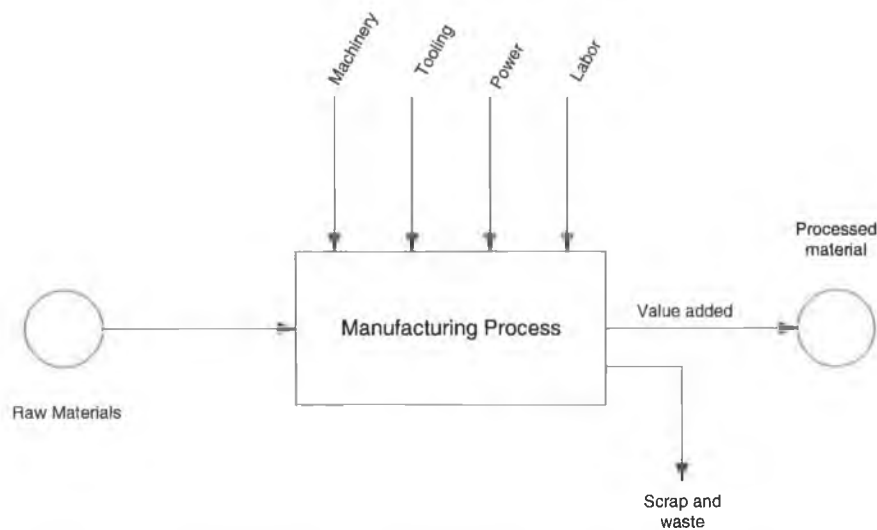 Machinery
Tooling
Power
Labor
Processed
material
Manufacturing Process
Value added
Raw Materials
Scrap and
waste